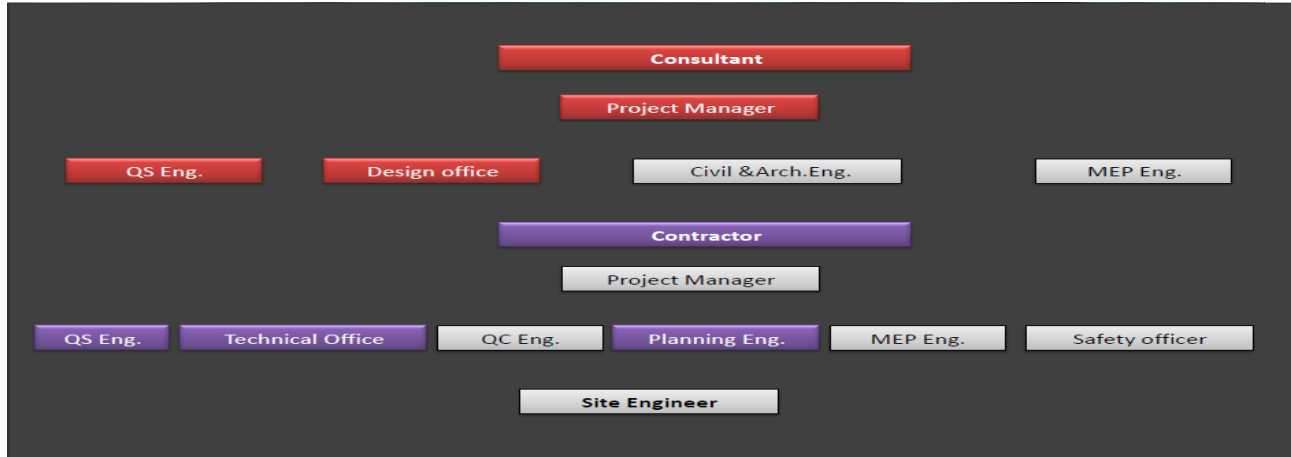 Consultant
Project Manager
QS Eng. Design office Civil &Arch.Eng. MEP Eng.
Contractor
Project Manager
QS Eng. Technical Office QC Eng. Planning Eng. MEP Eng. Safety officer
Site Engineer